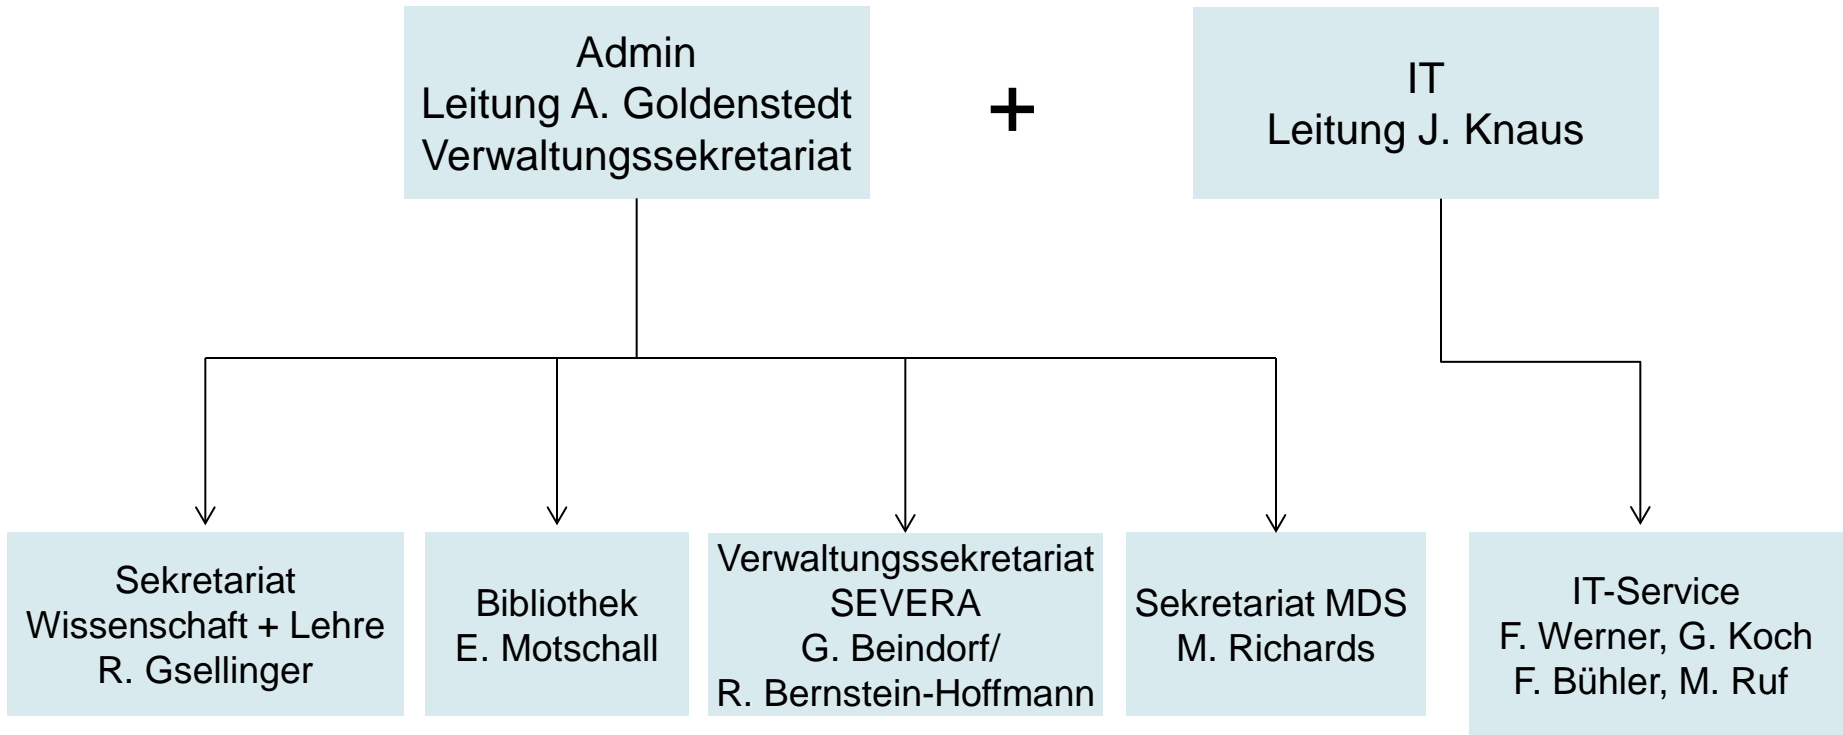 Admin
Leitung A. Goldenstedt
Verwaltungssekretariat
+
IT
Leitung J. Knaus
Sekretariat
Wissenschaft + Lehre
R. Gsellinger
Bibliothek
E. Motschall
Verwaltungssekretariat
SEVERA
G. Beindorf/
R. Bernstein-Hoffmann
Sekretariat MDS
M. Richards
IT-Service
F. Werner, G. Koch
F. Bühler, M. Ruf